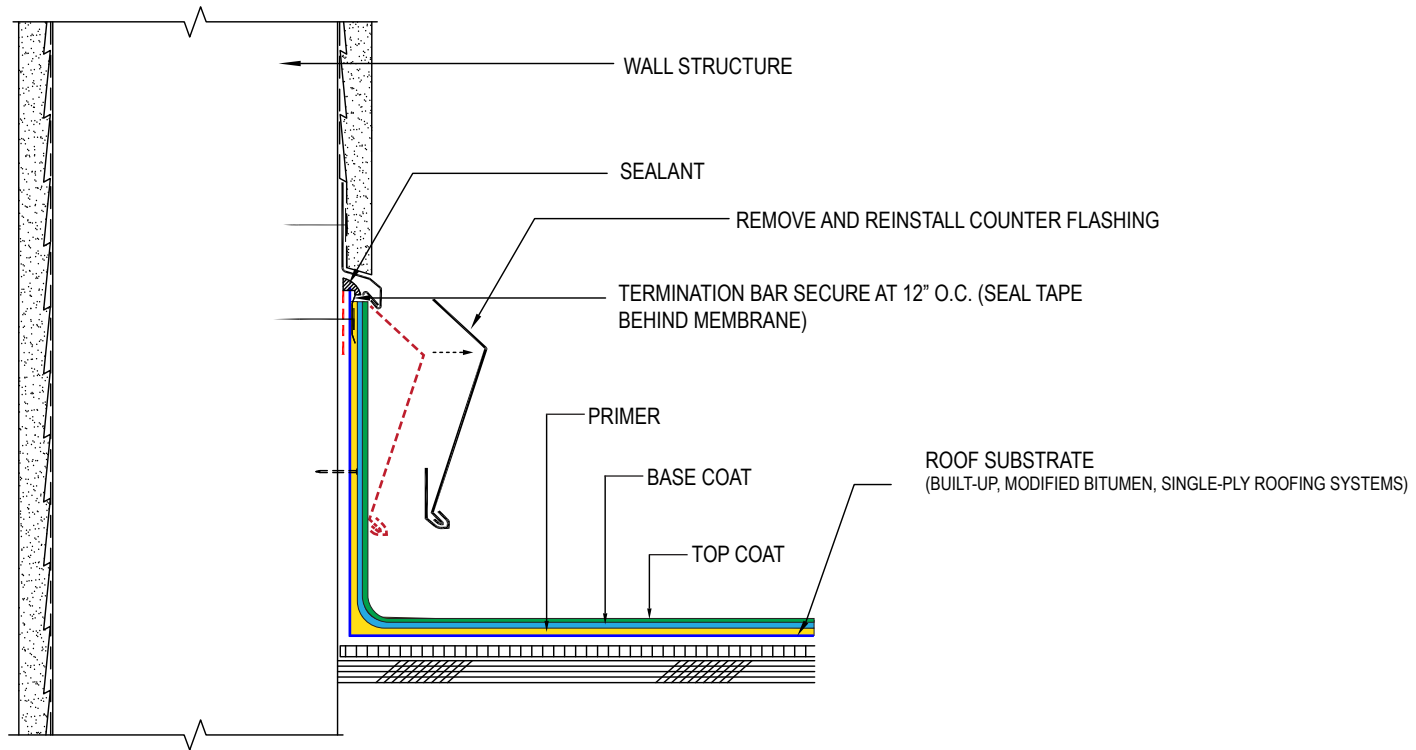 WALL STRUCTURE
SEALANT
REMOVE AND REINSTALL COUNTER FLASHING
TERMINATION BAR SECURE AT 12” O.C. (SEAL TAPE
BEHIND MEMBRANE)
PRIMER
ROOF SUBSTRATE
(BUILT-UP, MODIFIED BITUMEN, SINGLE-PLY ROOFING SYSTEMS)
BASE COAT
TOP COAT